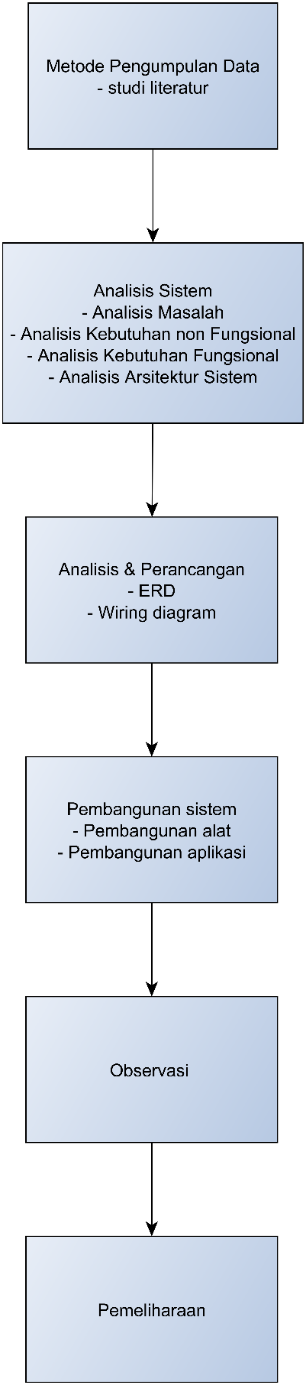 Metode Pengumpulan Data
- studi literatur
Analisis Sistem
- Analisis Masalah
- Analisis Kebutuhan non Fungsional
- Analisis Kebutuhan Fungsional
- Analisis Arsitektur Sistem
Analisis & Perancangan
- ERD
- Wiring diagram
Pembangunan sistem
- Pembangunan alat
- Pembangunan aplikasi
Observasi
Pemeliharaan